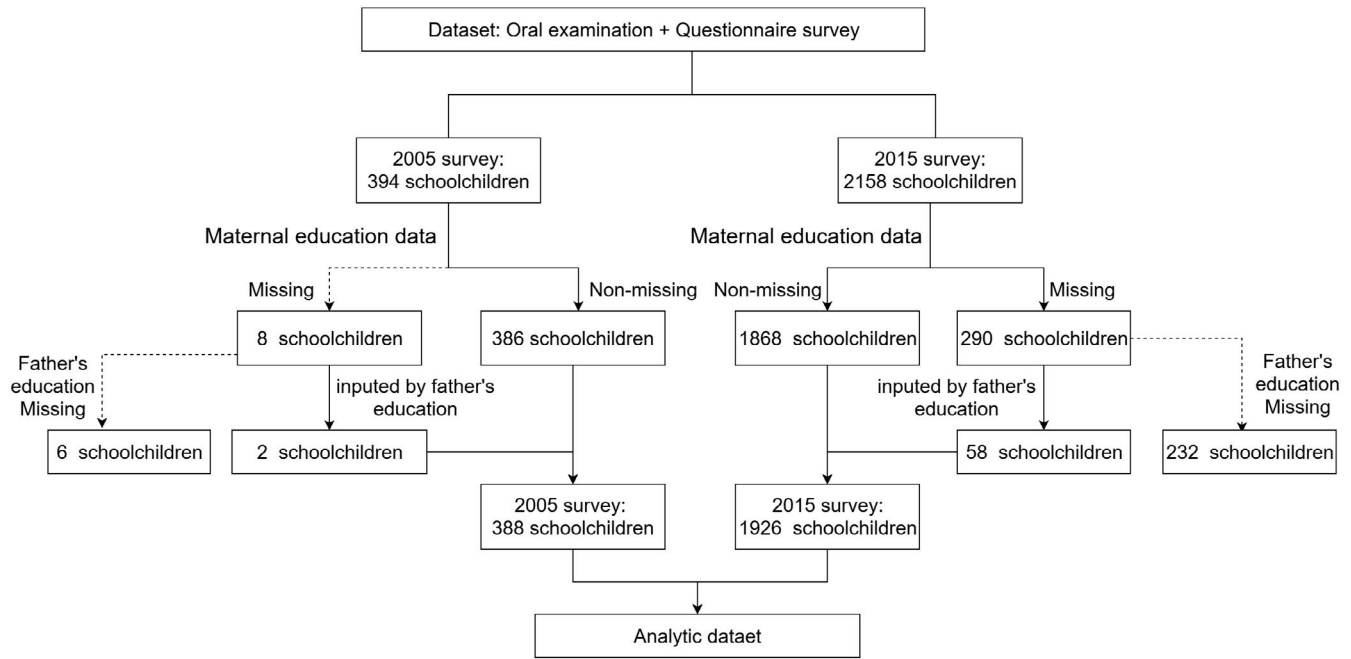 Dataset: Oral examination + Questionnaire survey
2005 survey:
394 schoolchildren
2015 survey:
2158 schoolchildren
Maternal education data
Maternal education data
Missing
Non-missing
Non-missing
Missing
8 schoolchildren
386 schoolchildren
1868 schoolchildren
290 schoolchildren
Father's
education
Missing
inputed by father's
education
inputed by father's
education
Father's
education
Missing
6 schoolchildren
2 schoolchildren
58 schoolchildren
232 schoolchildren
2005 survey:
388 schoolchildren
2015 survey:
1926 schoolchildren
Analytic dataet